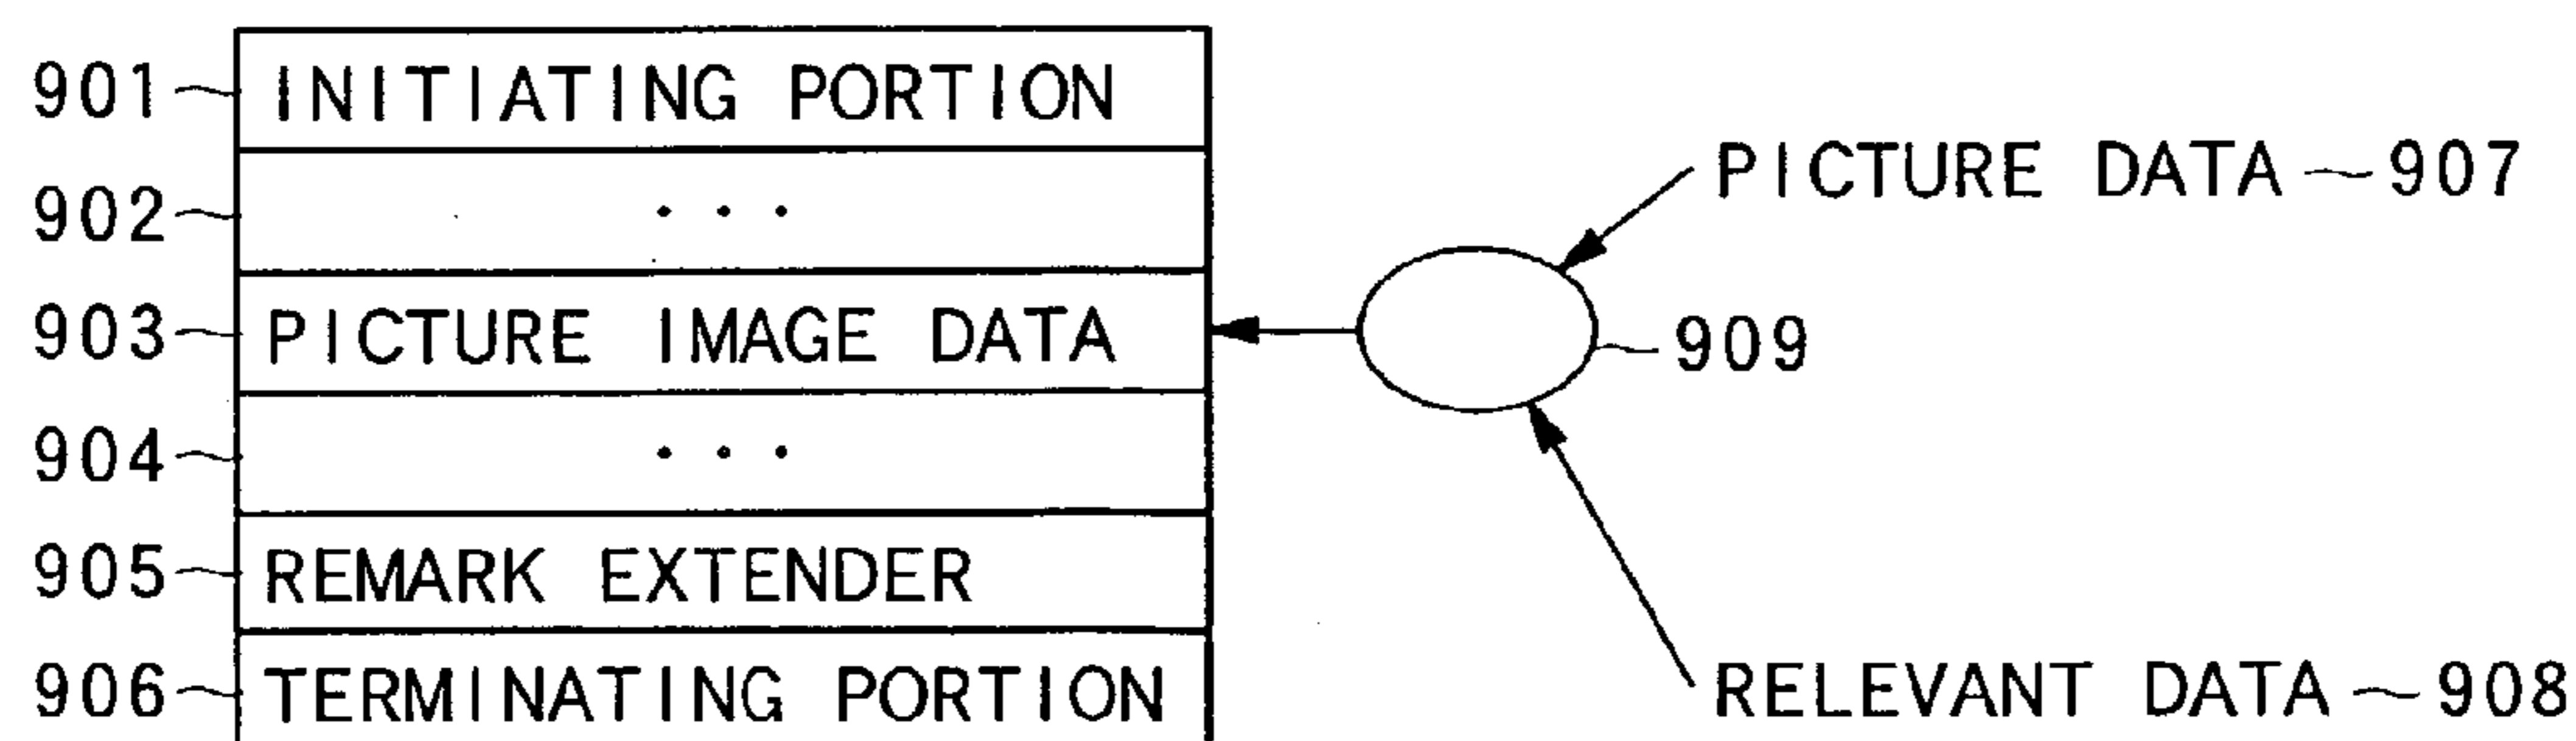 901 INITIATING PORTION
902 . . .
903 PICTURE IMAGE DATA
904 . . .
905 REMARK EXTENDER
906 TERMINATING PORTION
PICTURE DATA 907
909
RELEVANT DATA 908